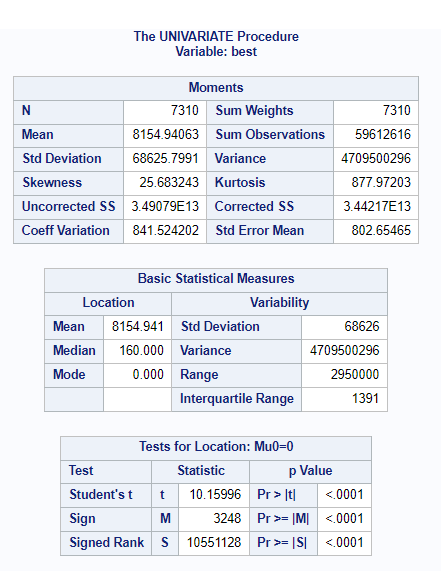 The UNIVARIATE Procedure
Variable: best
Moments
N 7310 Sum Weights 7310
Mean 8154.94063 Sum Observations 59612616
Std Deviation 68625.7991 Variance 4709500296
Skewness 25.683243 Kurtosis 877.97203
Uncorrected SS 3.49079E13 Corrected SS 3.44217E13
Coeff Variation 841.524202 Std Error Mean 802.65465
Basic Statistical Measures
Location Variability
Mean 8154.941 Std Deviation 68626
Median 160.000 Variance 4709500296
Mode 0.000 Range 2950000
Interquartile Range 1391
Tests for Location: Mu0=0
Test Statistic p Value
Student's t t 10.15996 Pr > |t| <.0001
Sign M 3248 Pr >= |M| <.0001
Signed Rank S 10551128 Pr >= |S| <.0001